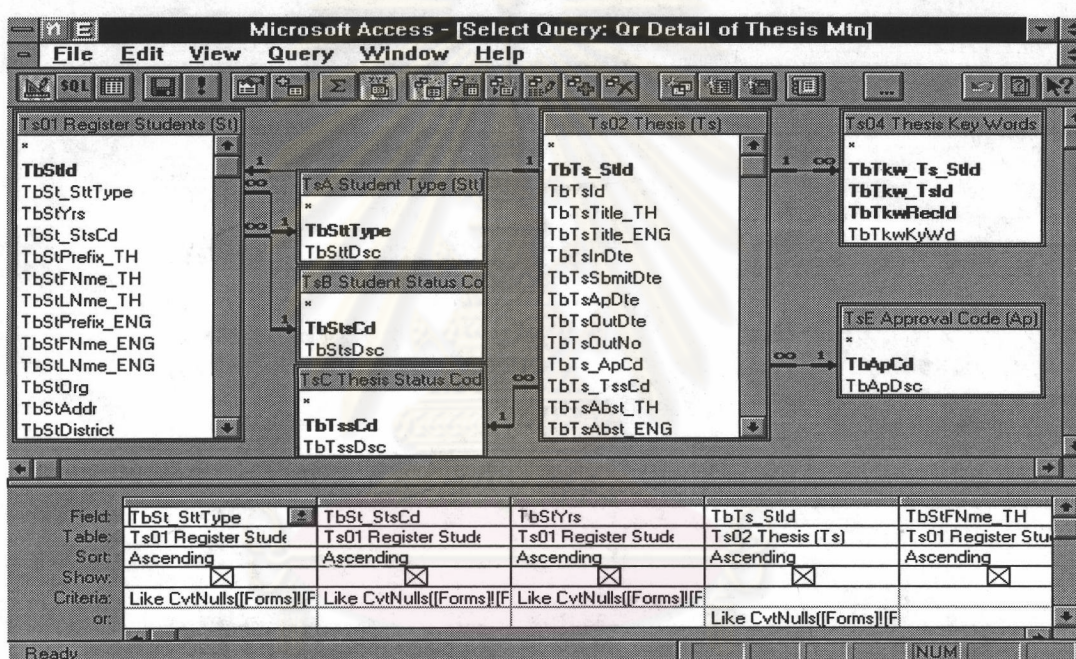 Microsoft Access - [Select Query: Qr Detail of Thesis Mtn]
File Edit View Query Window Help
SQL
Ts01 Register Students (St)
*
TbStId
TbSt_SttType
TbStYrs
TbSt_StsCd
TbStPrefix_TH
TbStFNme_TH
TbStLNme_TH
TbStPrefix_ENG
TbStFNme_ENG
TbStLNme_ENG
TbStOrg
TbStAddr
TbStDistrict
1
∞
∞
TsA Student Type (Stt)
*
1
TbSttType
TbSttDsc
TsB Student Status Co
*
1
TbStsCd
TbStsDsc
TsC Thesis Status Cod
*
TbTssCd
TbTssDsc
1
∞
1
Ts02 Thesis (Ts)
*
TbTs_StId
TbTsId
TbTsTitle_TH
TbTsTitle_ENG
TbTsInDte
TbTsSbmitDte
TbTsApDte
TbTsOutDte
TbTsOutNo
TbTs_ApCd
TbTs_TssCd
TbTsAbst_TH
TbTsAbst_ENG
1 ∞
Ts04 Thesis Key Words
*
TbTkw_Ts_StId
TbTkw_TsId
TbTkwRecId
TbTkwKyWd
∞ 1
TsE Approval Code (Ap)
*
TbApCd
TbApDsc
Field: TbSt_SttType TbSt_StsCd TbStYrs TbTs_StId TbStFNme_TH
Table: Ts01 Register Stude Ts01 Register Stude Ts01 Register Stude Ts02 Thesis (Ts) Ts01 Register Stu
Sort: Ascending Ascending Ascending Ascending Ascending
Show:
Criteria: Like CvtNulls([Forms]![F Like CvtNulls([Forms]![F Like CvtNulls([Forms]![F
or: Like CvtNulls([Forms]![F
Ready NUM